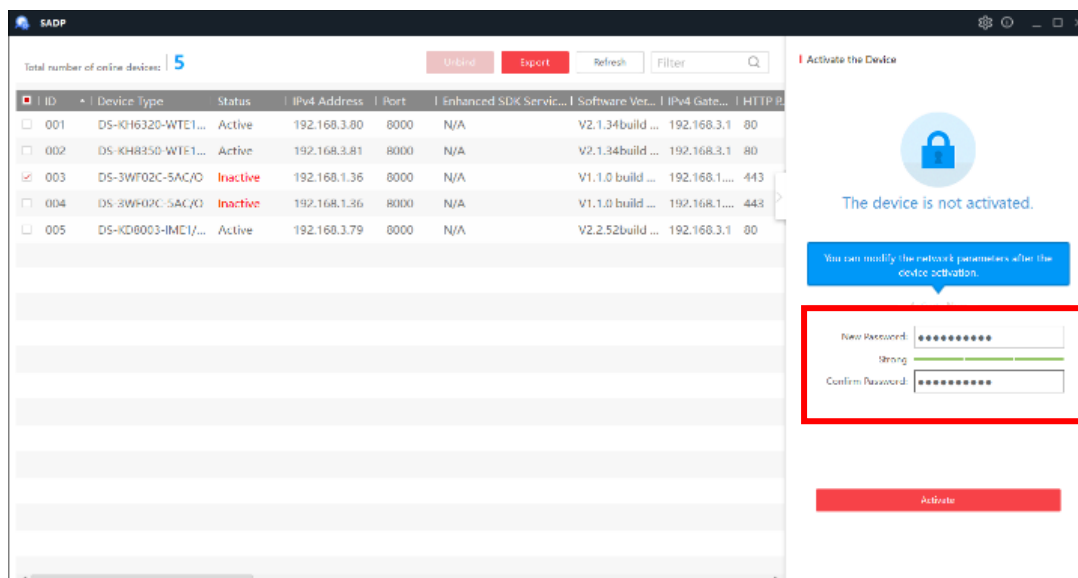 SADP
Total number of online devices: 5
Unbind Export Refresh Filter
ID Device Type Status IPv4 Address Port Enhanced SDK Servic... Software Ver... IPv4 Gate... HTTP P...
001 DS-KH6320-WTE1... Active 192.168.3.80 8000 N/A V2.1.34build ... 192.168.3.1 80
002 DS-KH8350-WTE1... Active 192.168.3.81 8000 N/A V2.1.34build ... 192.168.3.1 80
003 DS-3WF02C-5AC/O Inactive 192.168.1.36 8000 N/A V1.1.0 build ... 192.168.1.... 443
004 DS-3WF02C-5AC/O Inactive 192.168.1.36 8000 N/A V1.1.0 build ... 192.168.1.... 443
005 DS-KD8003-IME1/... Active 192.168.3.79 8000 N/A V2.2.52build ... 192.168.3.1 80
Activate the Device
The device is not activated.
You can modify the network parameters after the
device activation.
New Password: ●●●●●●●●●●
Strong
Confirm Password: ●●●●●●●●●●
Activate